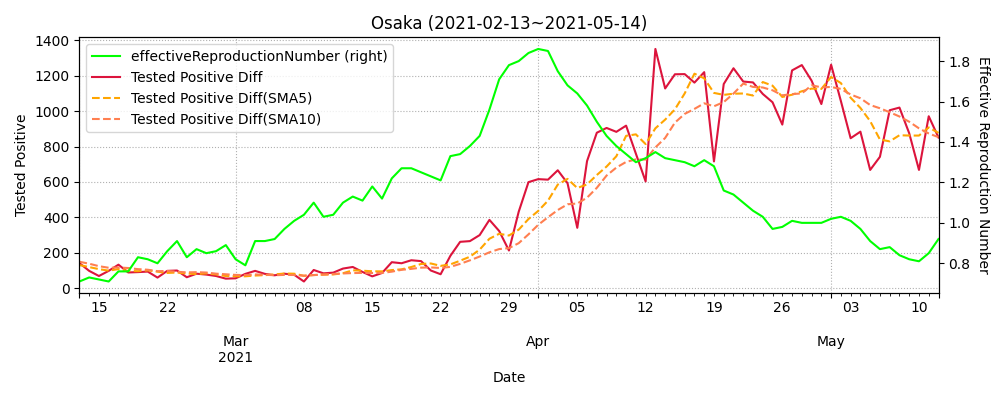 Osaka (2021-02-13~2021-05-14)
effectiveReproductionNumber (right)
Tested Positive Diff
Tested Positive Diff(SMA5)
Tested Positive Diff(SMA10)
Tested Positive
1400
1200
1000
800
600
400
200
0
1.8
1.6
1.4
1.2
1.0
0.8
Effective Reproduction Number
15 22 08 15 22 29 05 12 19 26 03 10
Mar Apr May
2021
Date